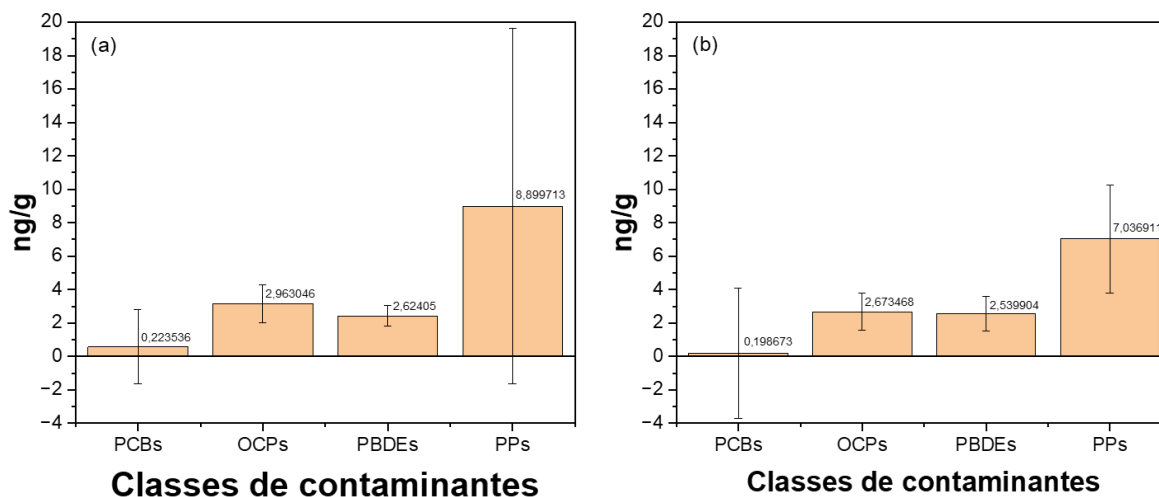 (a)
ng/g
20
18
16
14
12
10
8
6
4
2
0
−2
−4
0,223536
2,963046
2,62405
8,899713
PCBs
OCPs
PBDEs
PPs
Classes de contaminantes
(b)
ng/g
20
18
16
14
12
10
8
6
4
2
0
−2
−4
0,198673
2,673468
2,539904
7,036911
PCBs
OCPs
PBDEs
PPs
Classes de contaminantes